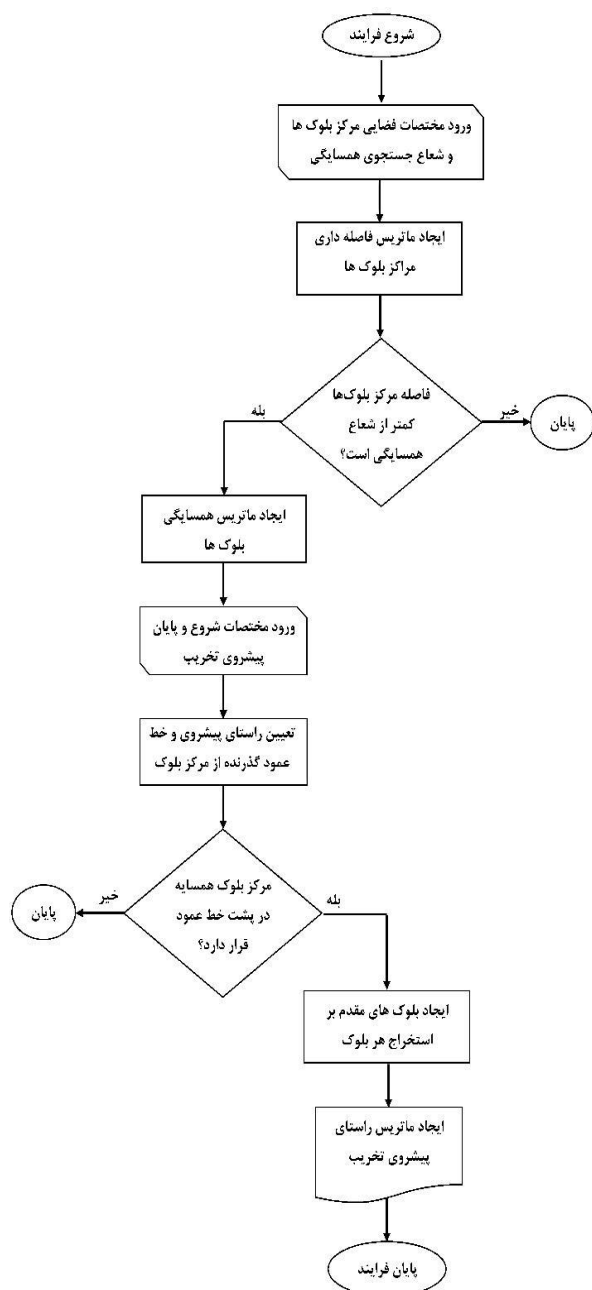 شروع فرایند
ورود مختصات فضایی مرکز بلوک ها
و شعاع جستجوی همسایگی
ایجاد ماتریس فاصله داری
مراکز بلوک ها
فاصله مرکز بلوک‌ها
کمتر از شعاع
همسایگی است؟
خیر
پایان
بله
ایجاد ماتریس همسایگی
بلوک ها
ورود مختصات شروع و پایان
پیشروی تخریب
تعیین راستای پیشروی و خط
عمود گذرنده از مرکز بلوک
مرکز بلوک همسایه
در پشت خط عمود
قرار دارد؟
خیر
پایان
بله
ایجاد بلوک های مقدم بر
استخراج هر بلوک
ایجاد ماتریس راستای
پیشروی تخریب
پایان فرایند